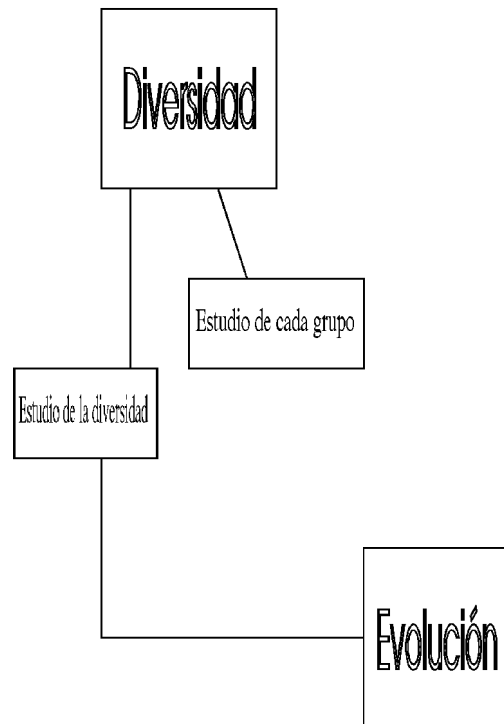 Diversidad
Estudio de cada grupo
Estudio de la diversidad
Evolución